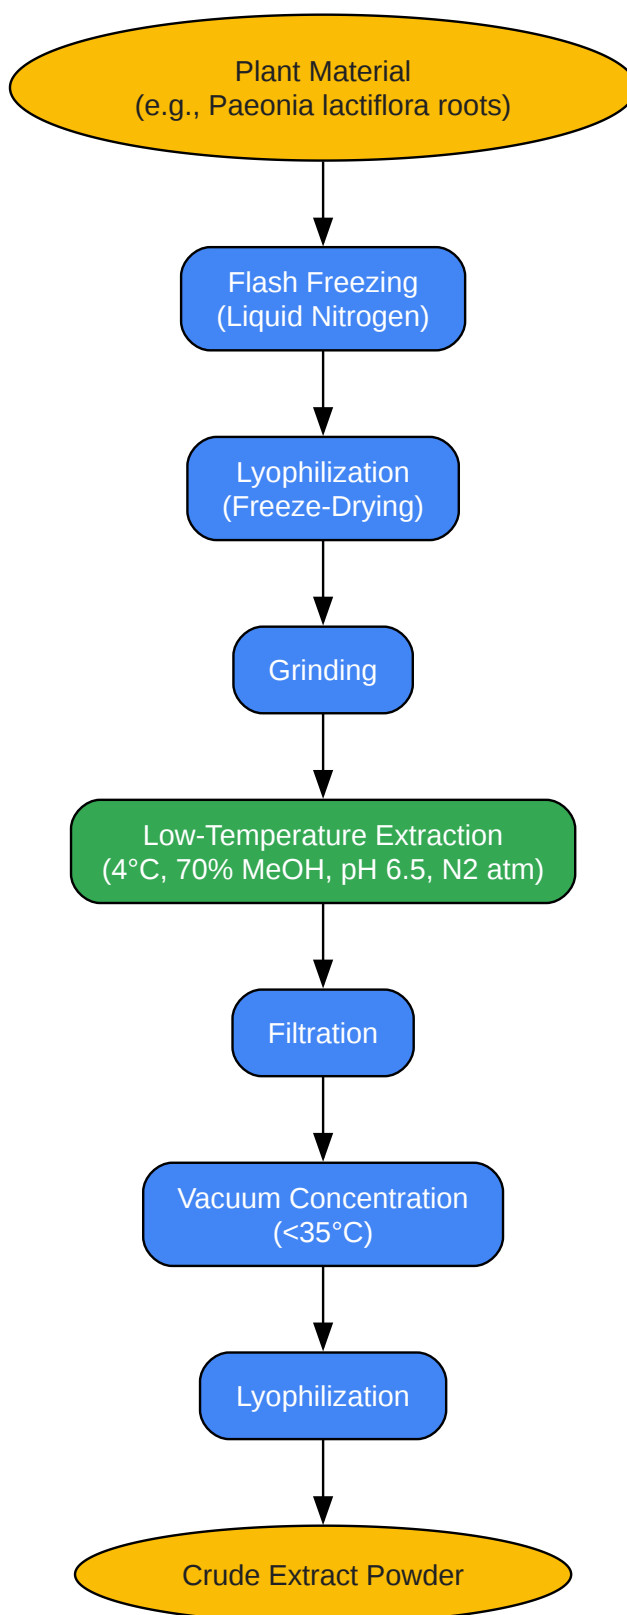 Plant Material
(e.g., Paeonia lactiflora roots)
Flash Freezing
(Liquid Nitrogen)
Lyophilization
(Freeze-Drying)
Grinding
Low-Temperature Extraction
(4°C, 70% MeOH, pH 6.5, N2 atm)
Filtration
Vacuum Concentration
(<35°C)
Lyophilization
Crude Extract Powder